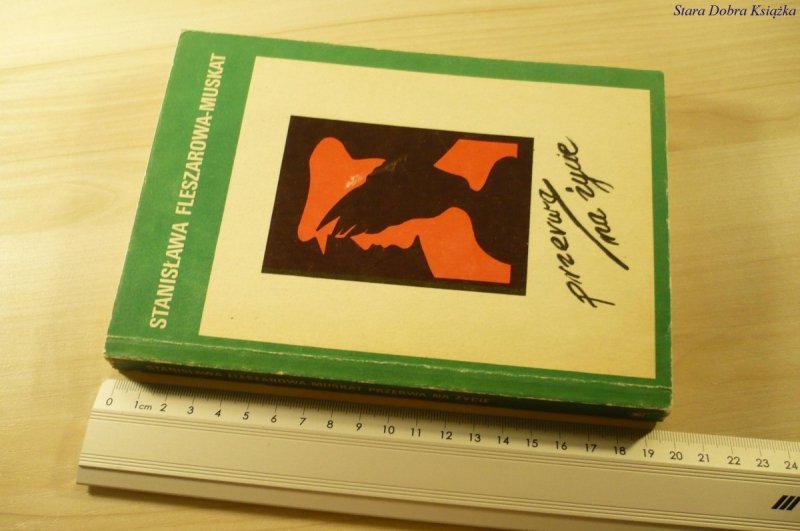 Stara Dobra Książka
STANISŁAWA FLESZAROWA-MUSKAT
przerwa
na życie
STANISŁAWA FLESZAROWA-MUSKAT PRZERWA NA ŻYCIE
0 1cm 2 3 4 5 6 7 8 9 10 11 12 13 14 15 16 17 18 19 20 21 22 23 24